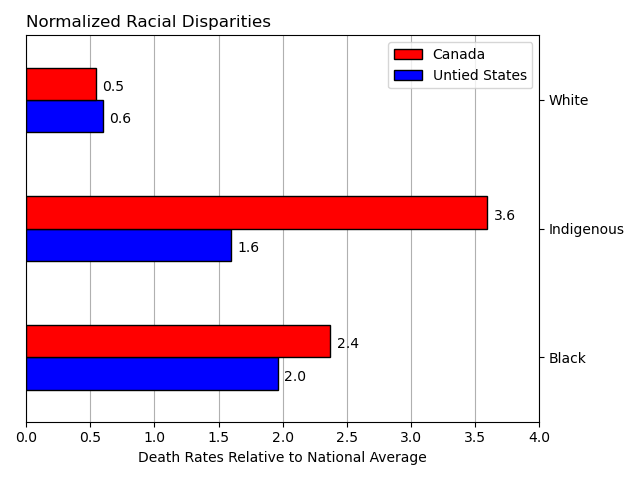 Normalized Racial Disparities
Canada
Untied States
0.5
0.6
White
3.6
1.6
Indigenous
2.4
2.0
Black
0.0 0.5 1.0 1.5 2.0 2.5 3.0 3.5 4.0
Death Rates Relative to National Average